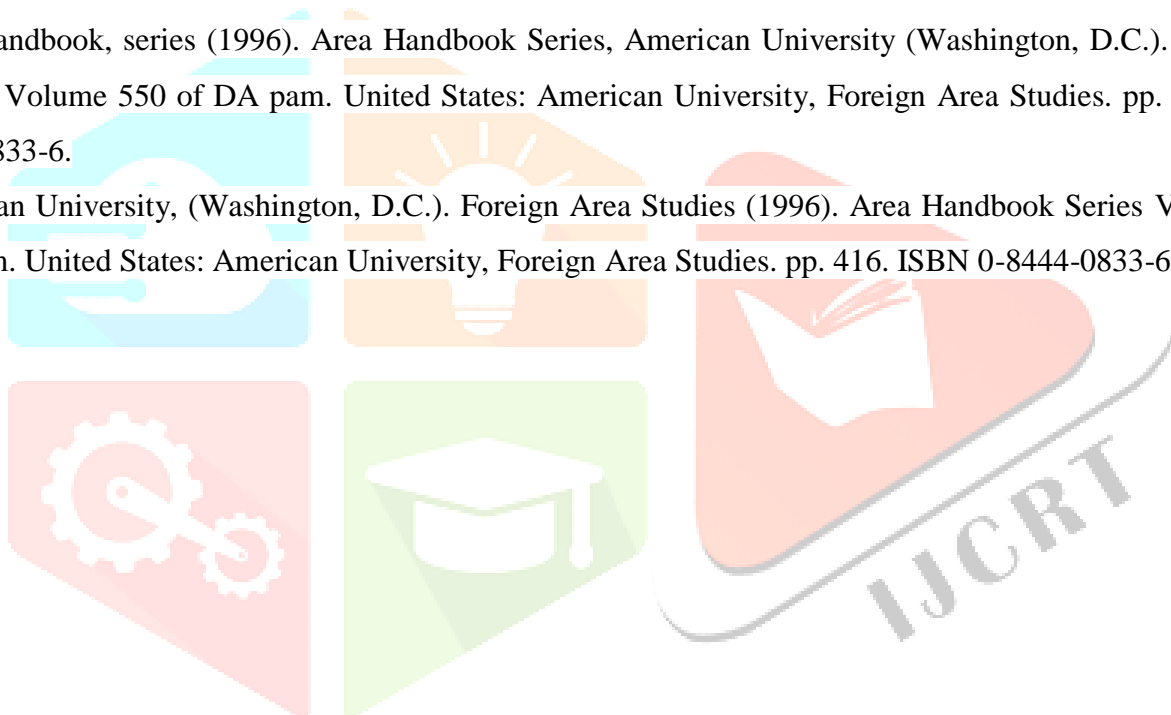 andbook, series (1996). Area Handbook Series, American University (Washington, D.C.).
Volume 550 of DA pam. United States: American University, Foreign Area Studies. pp.
833-6.
an University, (Washington, D.C.). Foreign Area Studies (1996). Area Handbook Series V
n. United States: American University, Foreign Area Studies. pp. 416. ISBN 0-8444-0833-6
IJCRT